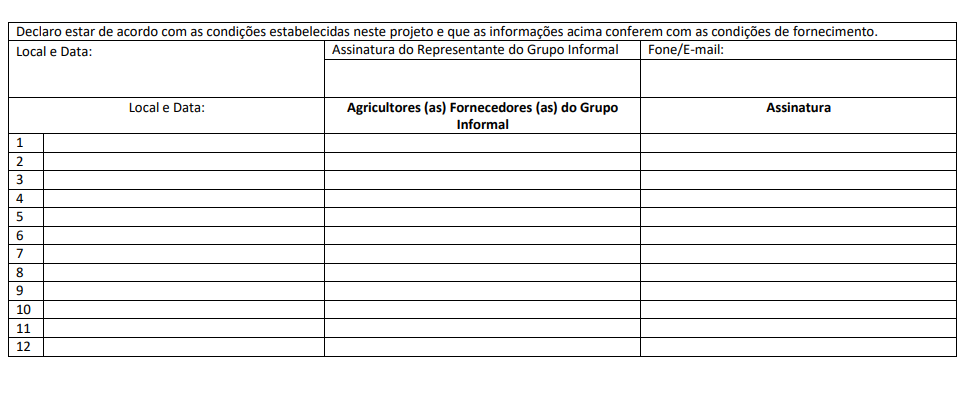 Declaro estar de acordo com as condições estabelecidas neste projeto e que as informações acima conferem com as condições de fornecimento.
Local e Data:
Assinatura do Representante do Grupo Informal
Fone/E-mail:
Local e Data:
Agricultores (as) Fornecedores (as) do Grupo
Informal
Assinatura
1
2
3
4
5
6
7
8
9
10
11
12